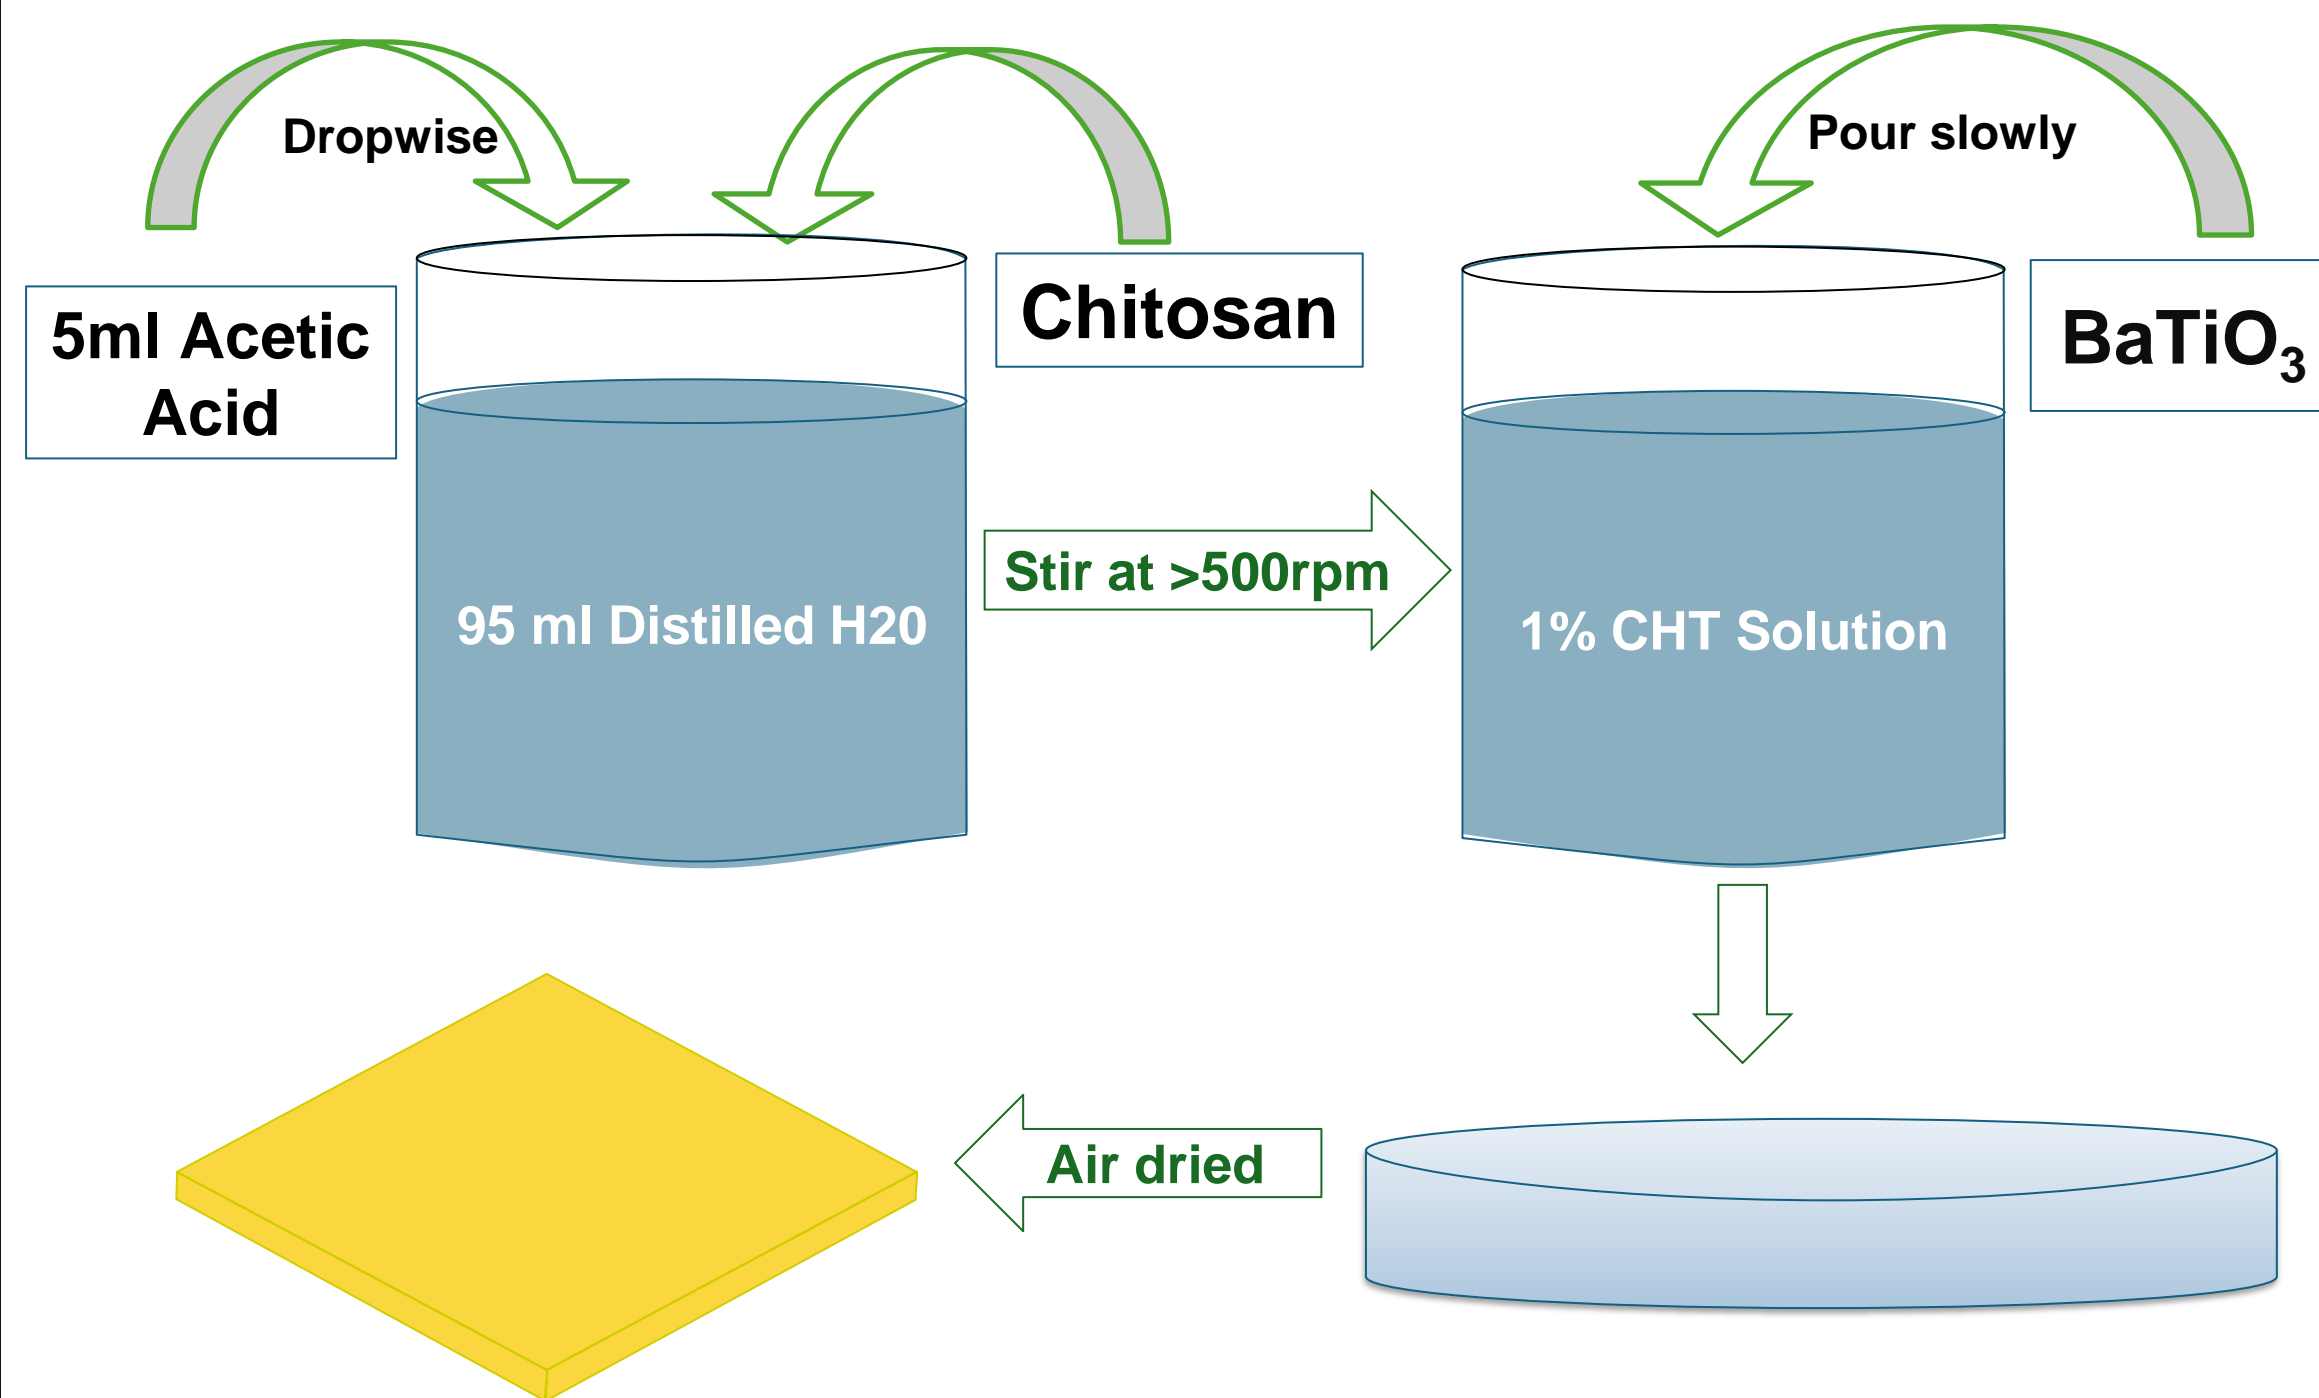 Dropwise
Pour slowly
5ml Acetic
Acid
Chitosan
BaTiO₃
Stir at >500rpm
95 ml Distilled H20
1% CHT Solution
Air dried